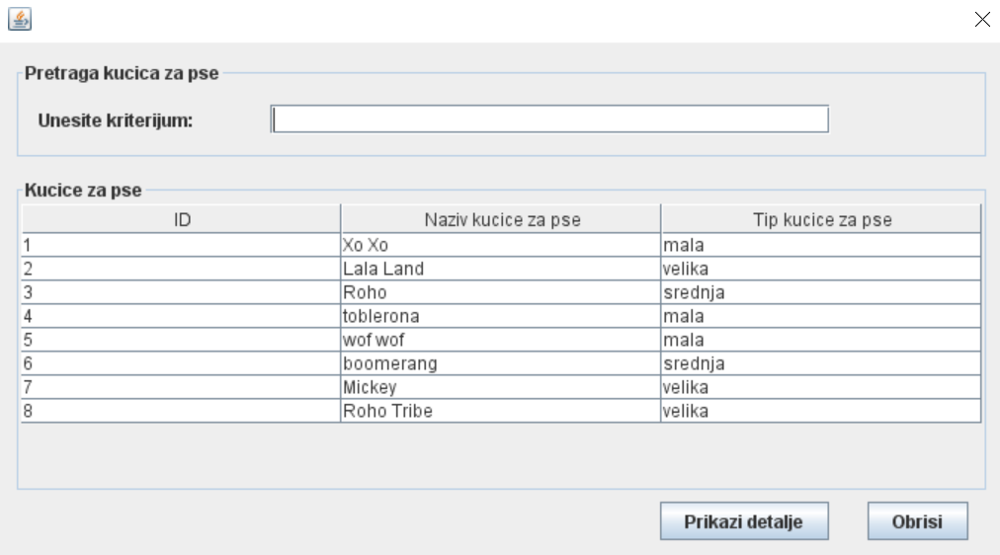 Pretraga kucica za pse
Unesite kriterijum:
Kucice za pse
ID Naziv kucice za pse Tip kucice za pse
1 Xo Xo mala
2 Lala Land velika
3 Roho srednja
4 toblerona mala
5 wof wof mala
6 boomerang srednja
7 Mickey velika
8 Roho Tribe velika
Prikazi detalje Obrisi